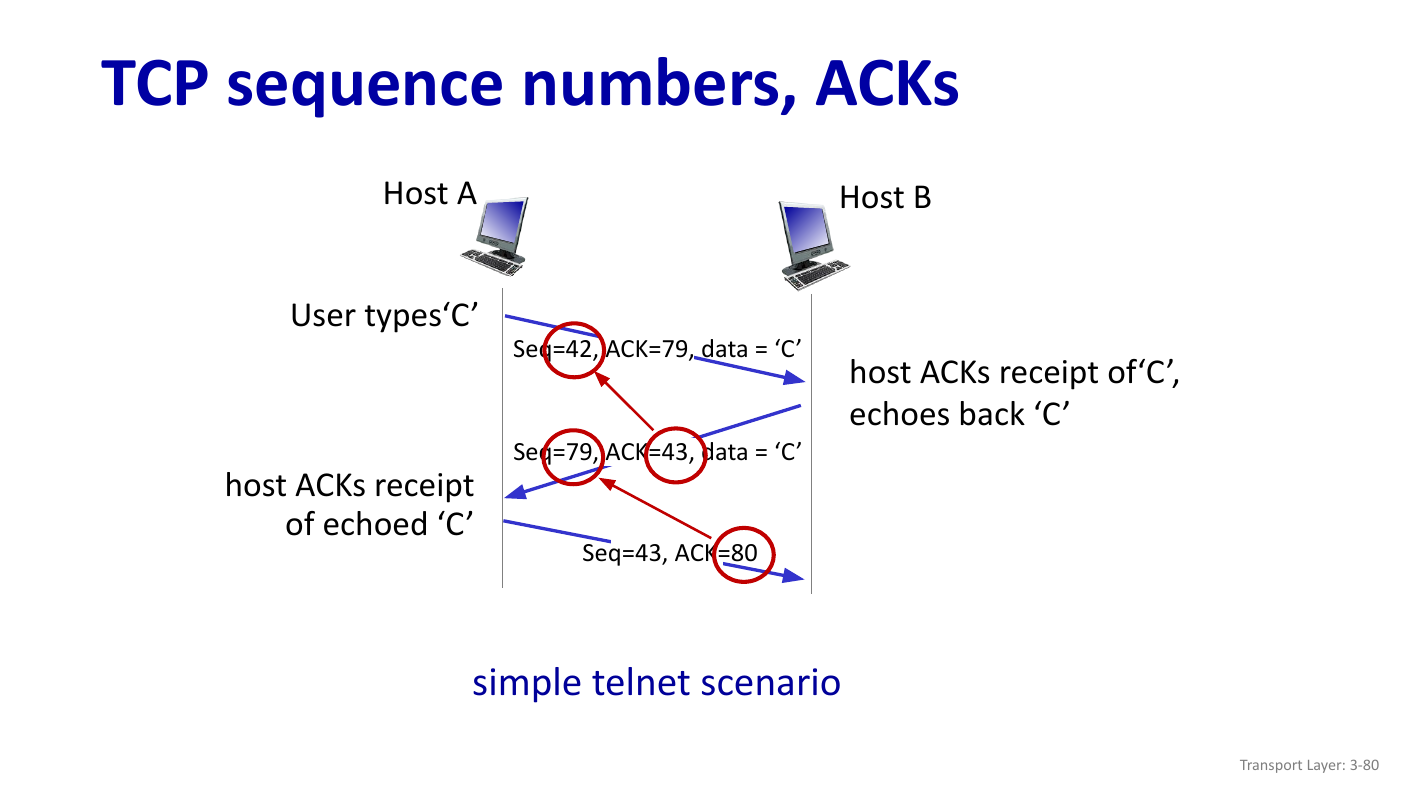 TCP sequence numbers, ACKs
Host A
Host B
User types‘C’
Seq=42, ACK=79, data = ‘C’
host ACKs receipt of‘C’,
echoes back ‘C’
Seq=79, ACK=43, data = ‘C’
host ACKs receipt
of echoed ‘C’
Seq=43, ACK=80
simple telnet scenario
Transport Layer: 3-80